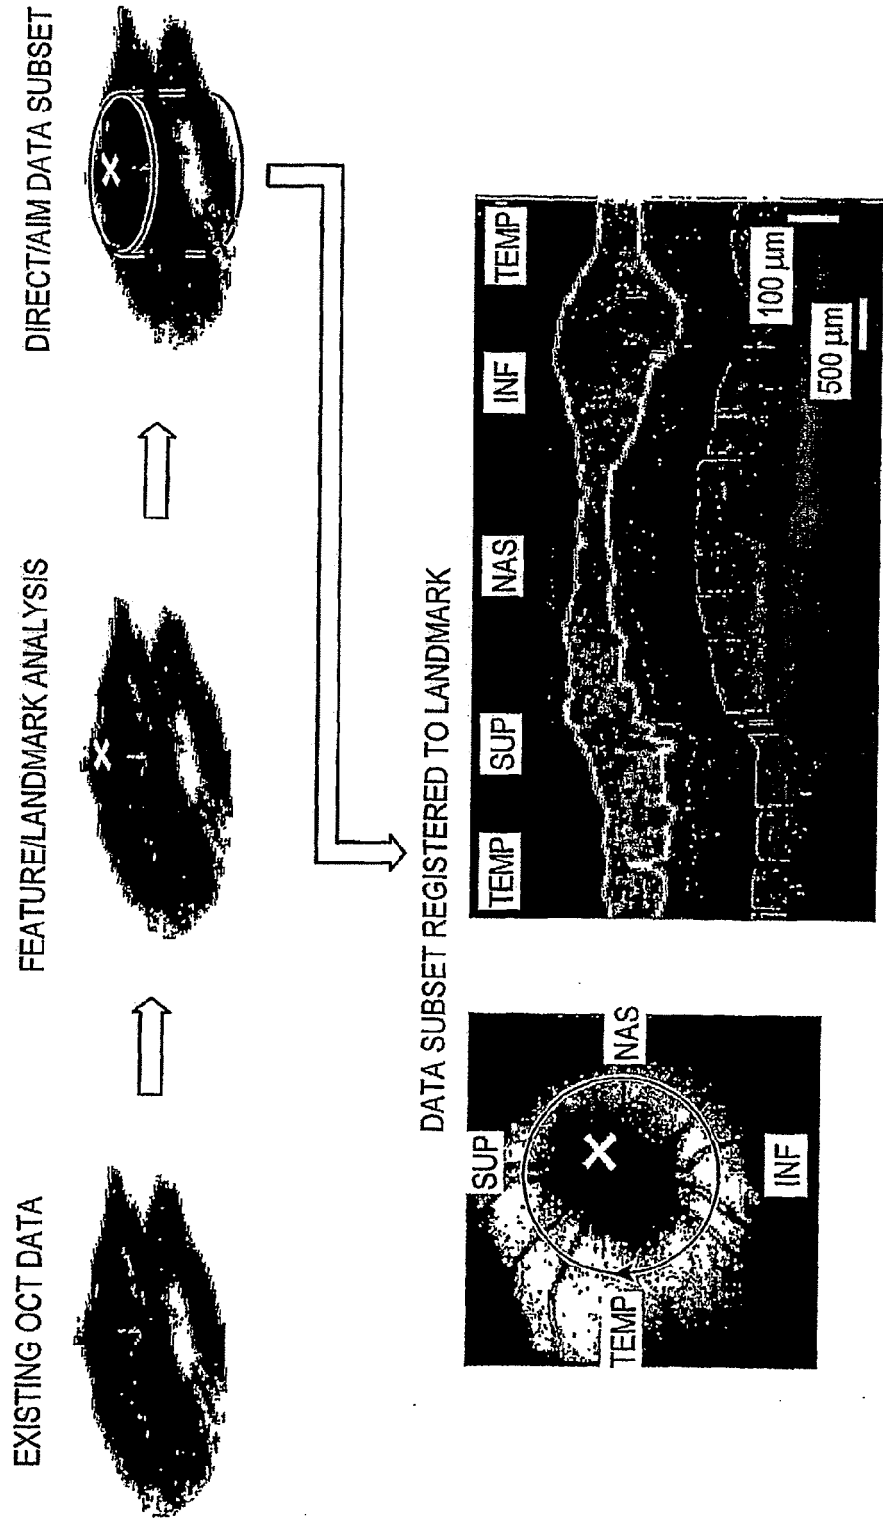 EXISTING OCT DATA
FEATURE/LANDMARK ANALYSIS
DIRECT/AIM DATA SUBSET
X
X
DATA SUBSET REGISTERED TO LANDMARK
SUP
TEMP
X
NAS
INF
TEMP
SUP
NAS
INF
TEMP
100 µm
500 µm